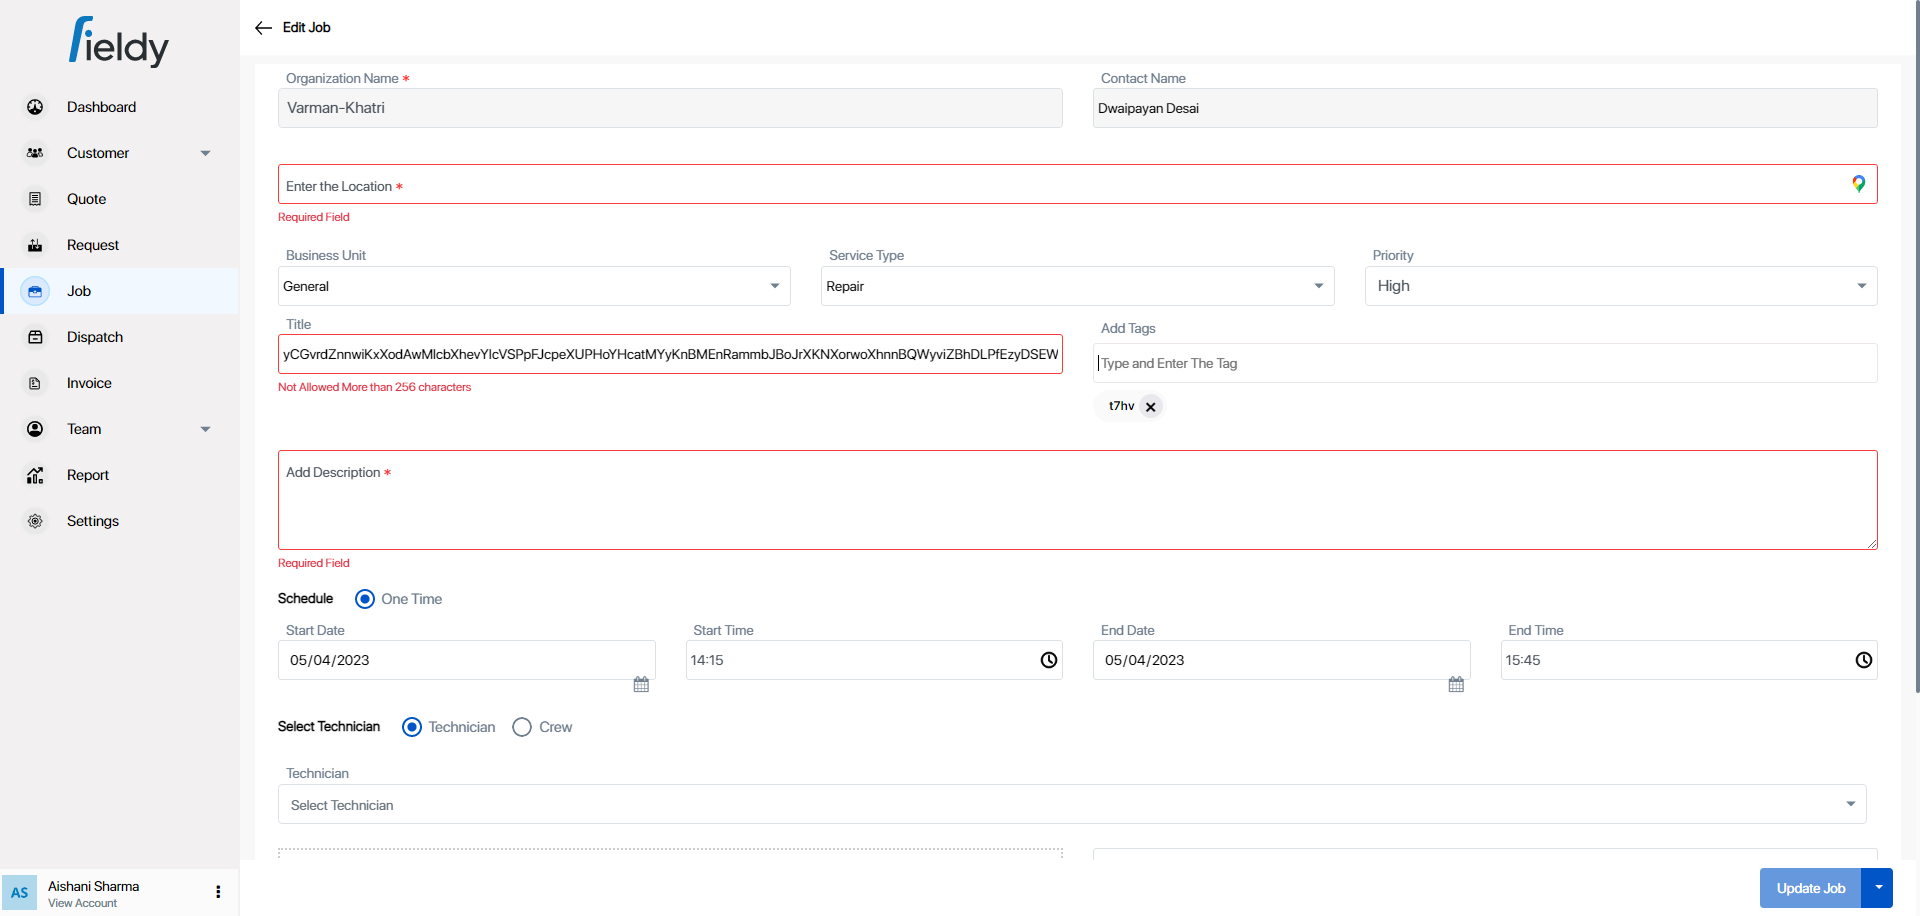 fieldy
Edit Job
Dashboard
Customer
Quote
Request
Job
Dispatch
Invoice
Team
Report
Settings
AS
Aishani Sharma
View Account
Organization Name *
Varman-Khatri
Contact Name
Dwaipayan Desai
Enter the Location *
Required Field
Business Unit
General
Service Type
Repair
Priority
High
Title
yCGvrdZnnwiKxXodAwMlcbXhevYlcVSPpFJcpeXUPHoYHcatMYyKnBMEnRammbJBoJrXKNXorwoXhnnBQWyviZBhDLPfEzyDSEW
Not Allowed More than 256 characters
Add Tags
Type and Enter The Tag
t7hv
Add Description *
Required Field
Schedule
One Time
Start Date
05/04/2023
Start Time
14:15
End Date
05/04/2023
End Time
15:45
Select Technician
Technician
Crew
Technician
Select Technician
Update Job